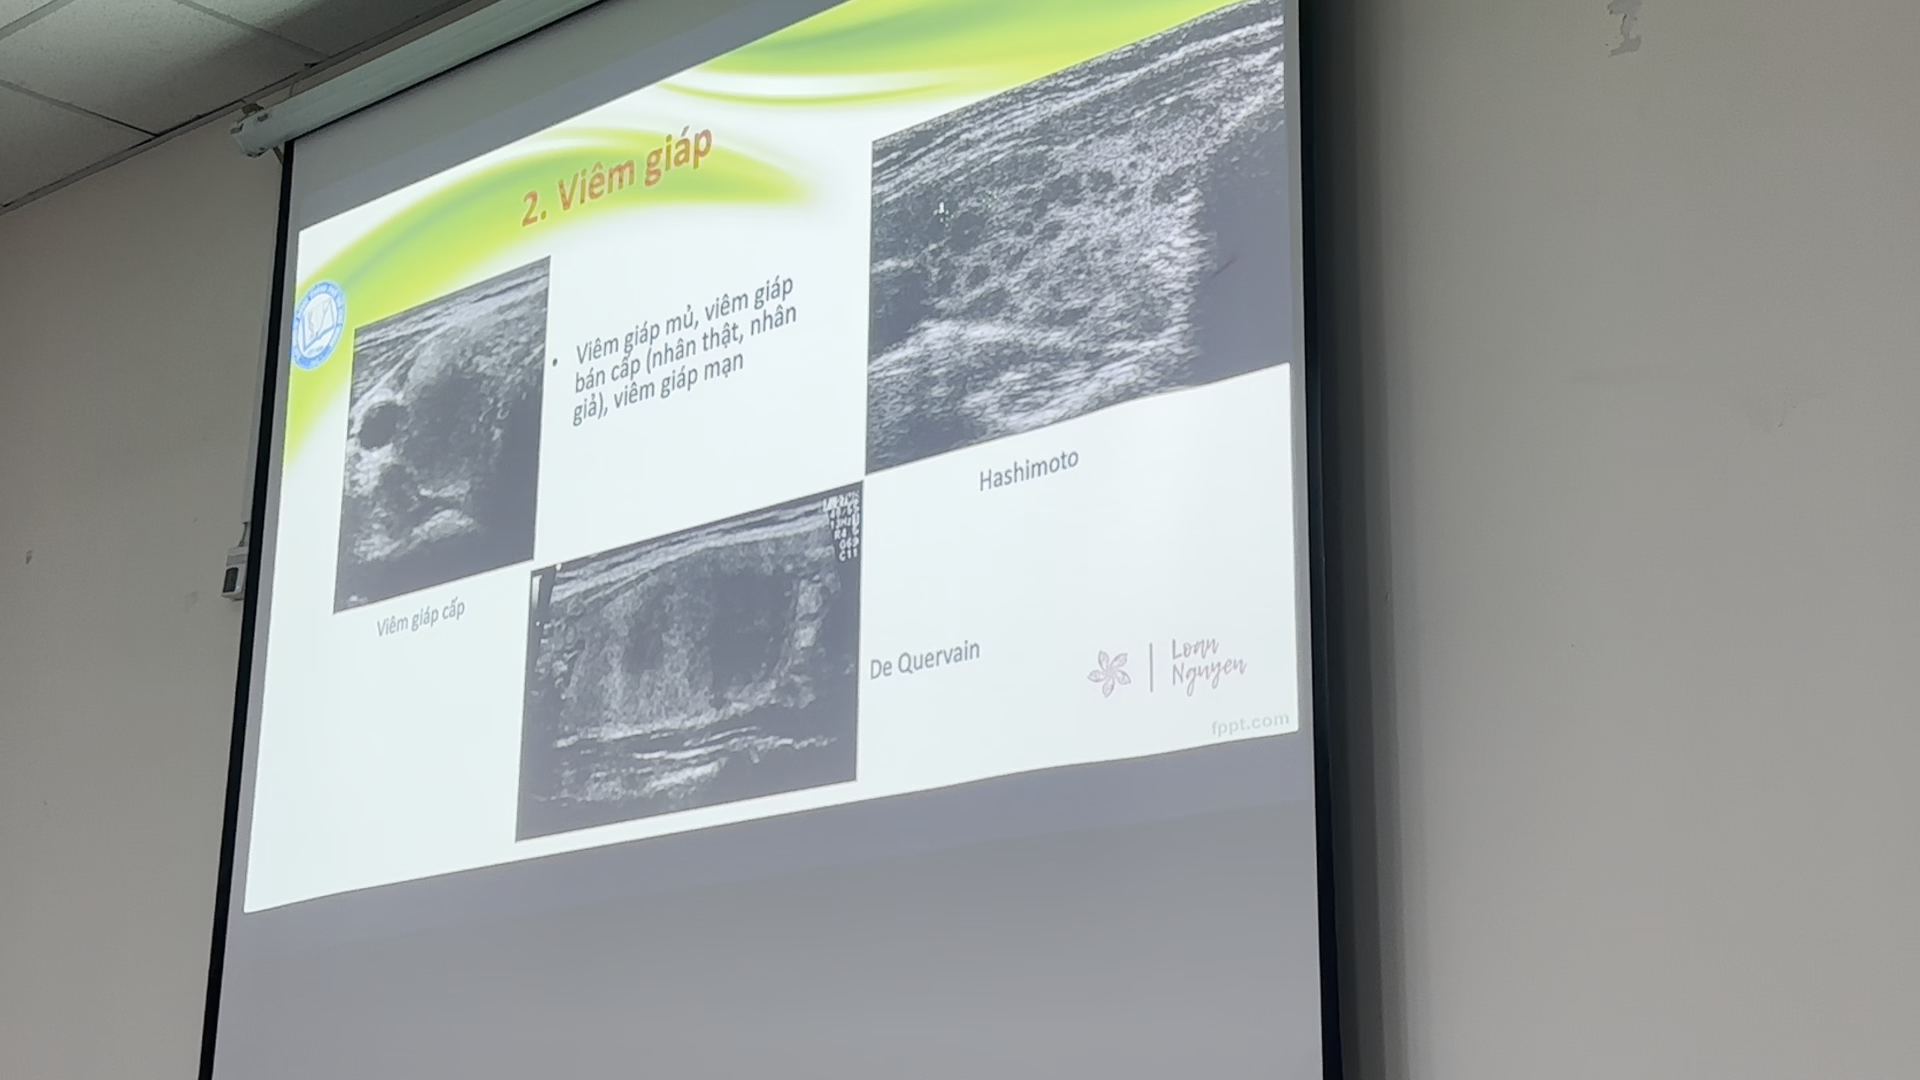 2. Viêm giáp
• Viêm giáp mủ, viêm giáp
bán cấp (nhân thật, nhân
giả), viêm giáp mạn
Hashimoto
Viêm giáp cấp
De Quervain
Loan
Nguyen
fppt.com